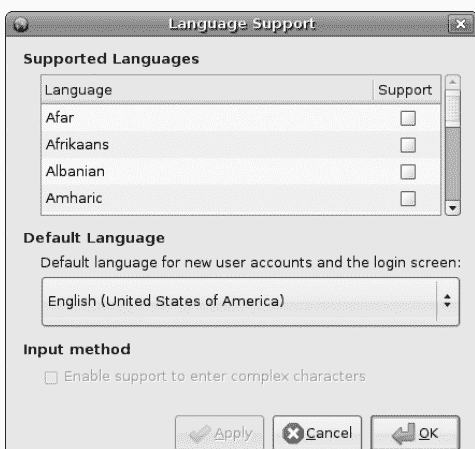 Language Support
Supported Languages
Language Support
Afar
Afrikaans
Albanian
Amharic
Default Language
Default language for new user accounts and the login screen:
English (United States of America)
Input method
Enable support to enter complex characters
Apply Cancel OK